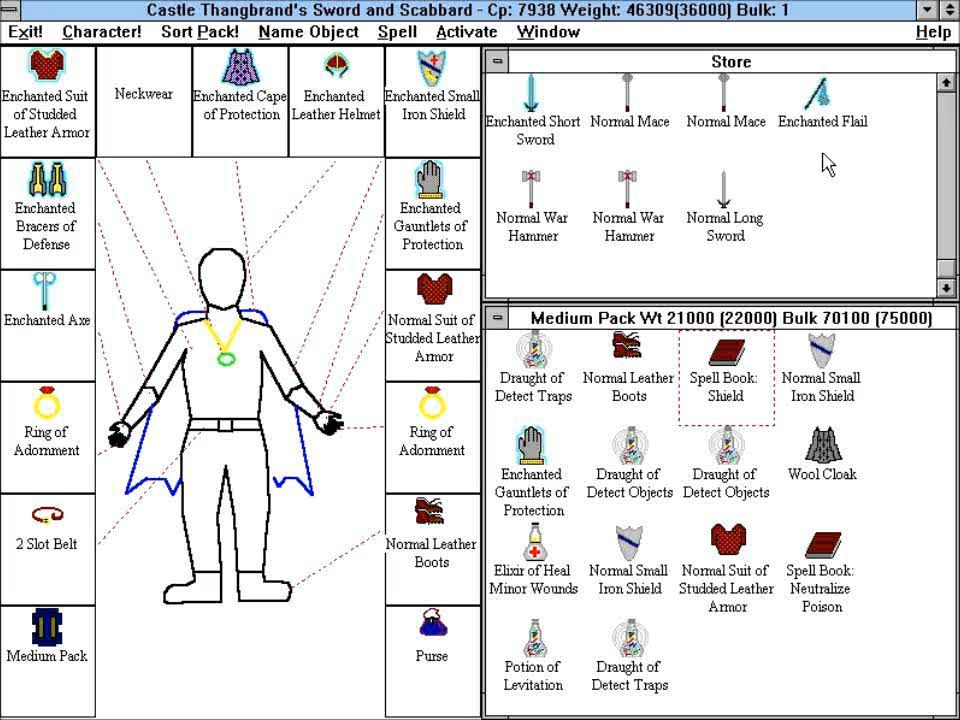 Castle Thangbrand's Sword and Scabbard - Cp: 7938 Weight: 46309(36000) Bulk: 1
Exit! Character! Sort Pack! Name Object Spell Activate Window Help
Enchanted Suit
of Studded
Leather Armor
Neckwear
Enchanted Cape
of Protection
Enchanted
Leather Helmet
Enchanted Small
Iron Shield
Enchanted
Bracers of
Defense
Enchanted
Gauntlets of
Protection
Enchanted Axe
Normal Suit of
Studded Leather
Armor
Ring of
Adornment
Ring of
Adornment
2 Slot Belt
Normal Leather
Boots
Medium Pack
Purse
Store
Enchanted Short
Sword
Normal Mace
Normal Mace
Enchanted Flail
Normal War
Hammer
Normal War
Hammer
Normal Long
Sword
Medium Pack Wt 21000 (22000) Bulk 70100 (75000)
Draught of
Detect Traps
Normal Leather
Boots
Spell Book:
Shield
Normal Small
Iron Shield
Enchanted
Gauntlets of
Protection
Draught of
Detect Objects
Draught of
Detect Objects
Wool Cloak
Elixir of Heal
Minor Wounds
Normal Small
Iron Shield
Normal Suit of
Studded Leather
Armor
Spell Book:
Neutralize
Poison
Potion of
Levitation
Draught of
Detect Traps